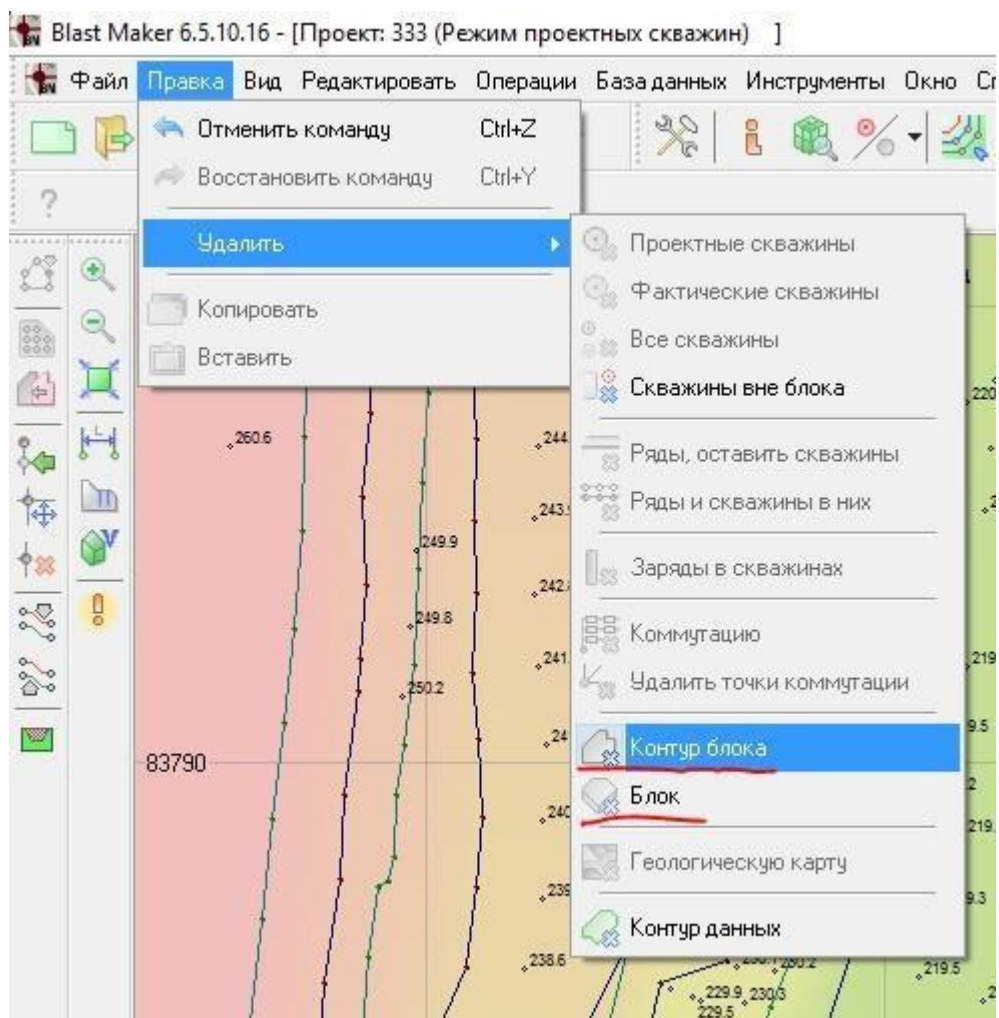 Blast Maker 6.5.10.16 - [Проект: 333 (Режим проектных скважин) ]
Файл Правка Вид Редактировать Операции База данных Инструменты Окно
Отменить команду Ctrl+Z
Восстановить команду Ctrl+Y
Удалить
Копировать
Вставить
Проектные скважины
Фактические скважины
Все скважины
Скважины вне блока
Ряды, оставить скважины
Ряды и скважины в них
Заряды в скважинах
Коммутацию
Удалить точки коммутации
Контур блока
Блок
Геологическую карту
Контур данных
260.6
249.9
249.8
250.2
83790
238.6
219.5
229.9
230.3
229.5